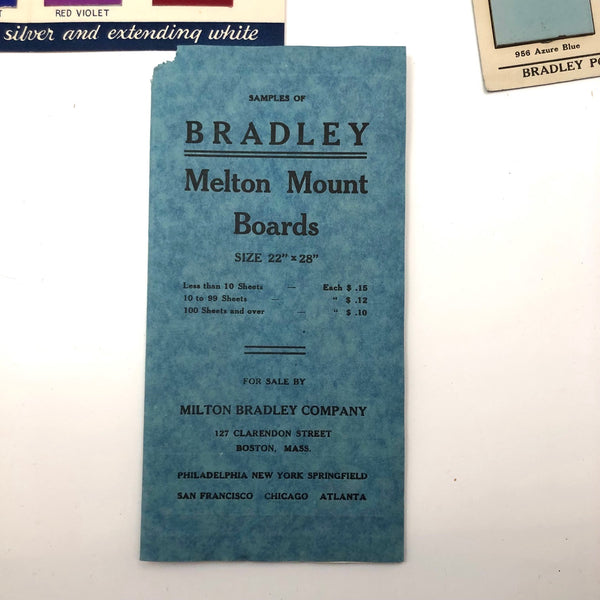 RED VIOLET
silver and extending white
956 Azure Blue
BRADLEY
SAMPLES OF
BRADLEY
Melton Mount
Boards
SIZE 22" x 28"
Less than 10 Sheets — Each $ .15
10 to 99 Sheets — " $ .12
100 Sheets and over — " $ .10
FOR SALE BY
MILTON BRADLEY COMPANY
127 CLARENDON STREET
BOSTON, MASS.
PHILADELPHIA NEW YORK SPRINGFIELD
SAN FRANCISCO CHICAGO ATLANTA